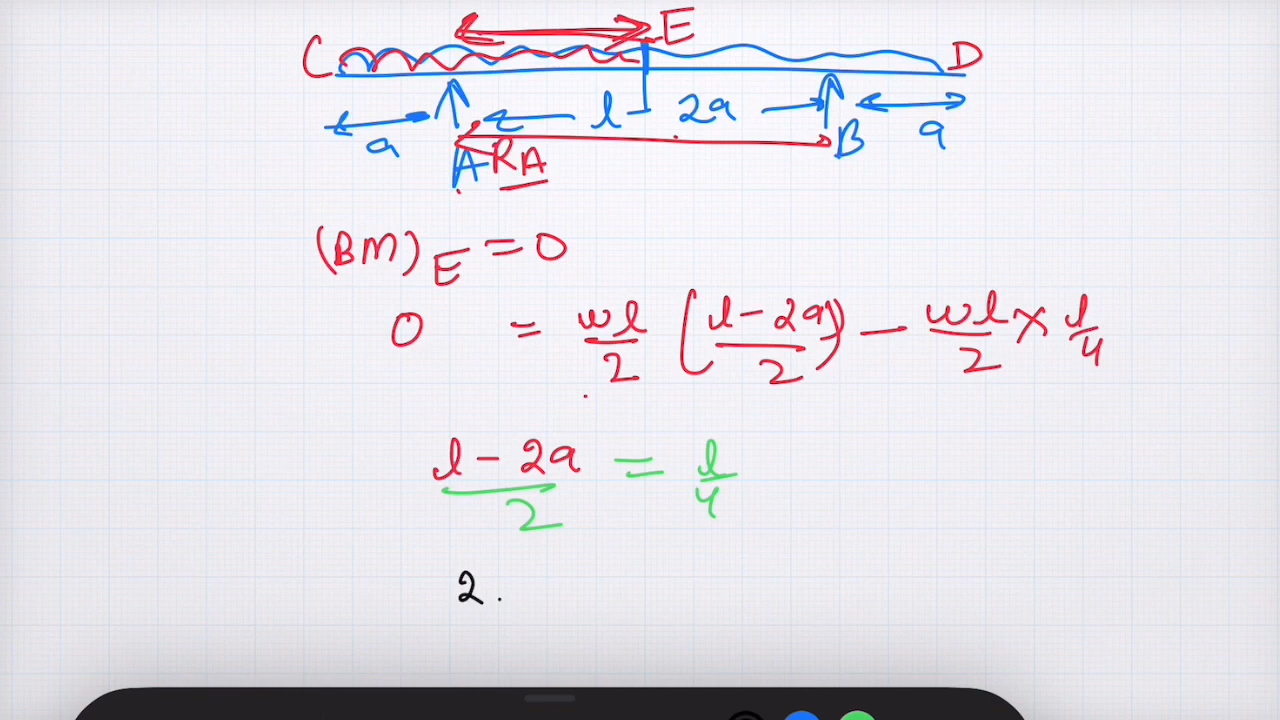 C E D
a l - 2a a
A RA B
(BM)E = 0
0 = wl/2 (l - 2a/2) - wl/2 × l/4
l - 2a/2 = l/4
2.